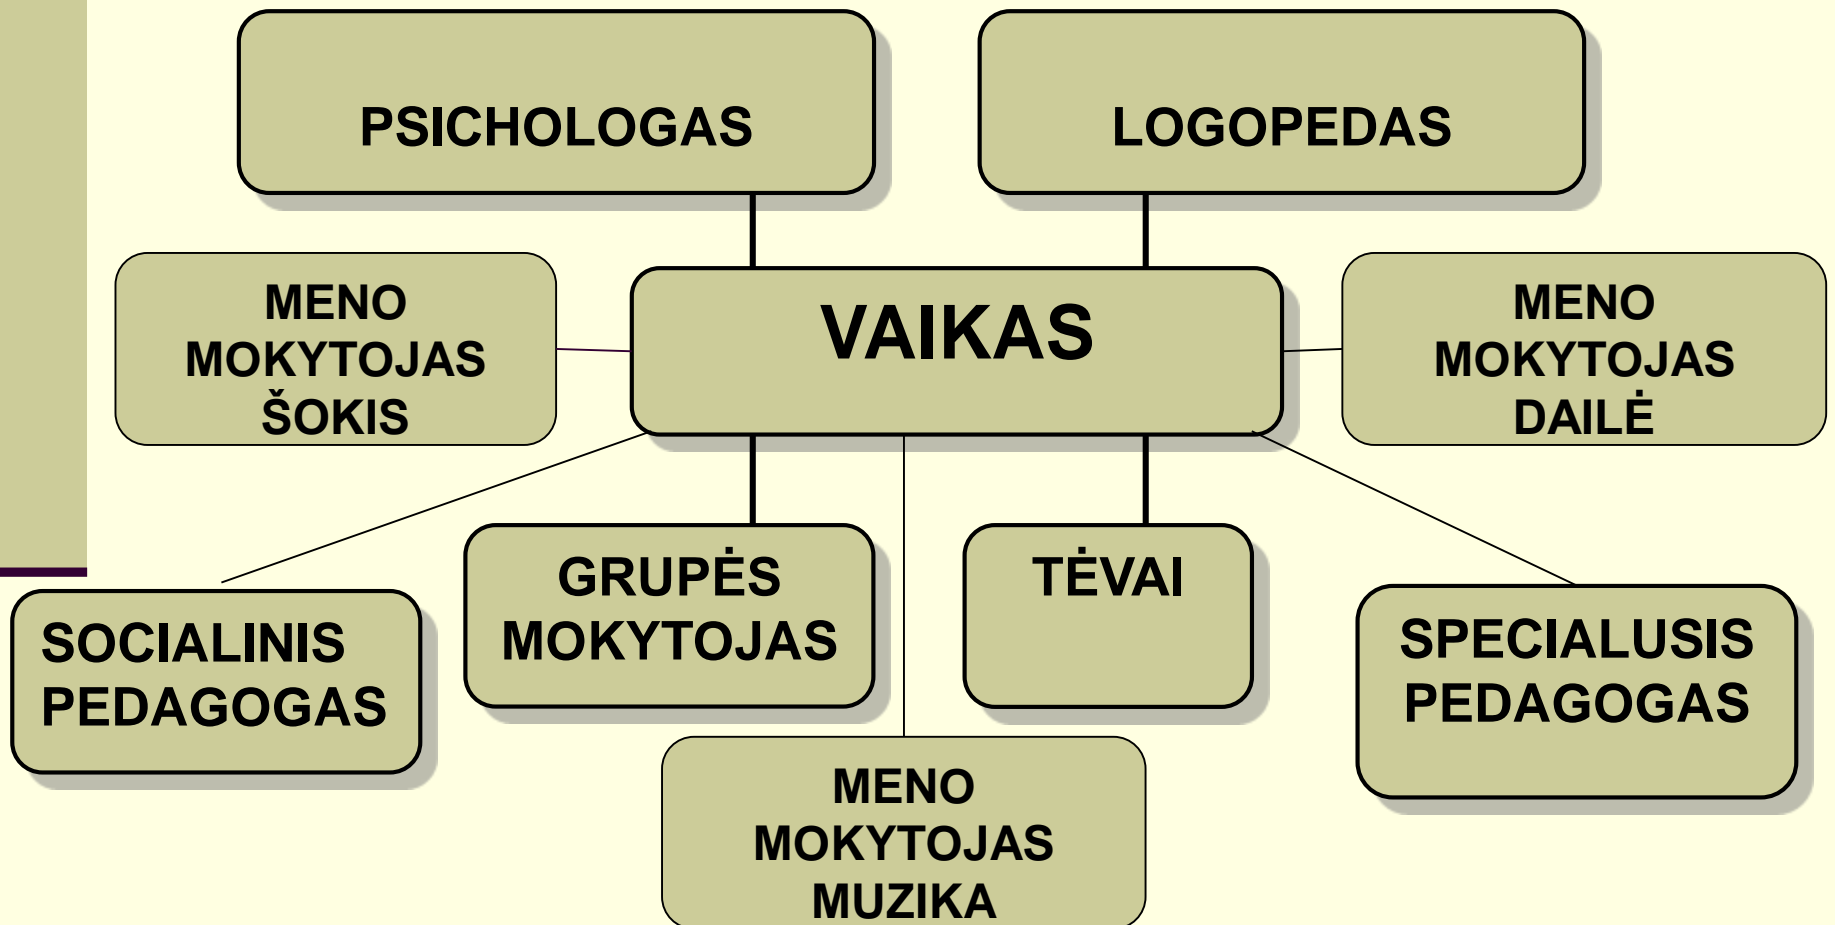 PSICHOLOGAS
LOGOPEDAS
MENO
MOKYTOJAS
ŠOKIS
VAIKAS
MENO
MOKYTOJAS
DAILĖ
SOCIALINIS
PEDAGOGAS
GRUPĖS
MOKYTOJAS
TĖVAI
SPECIALUSIS
PEDAGOGAS
MENO
MOKYTOJAS
MUZIKA